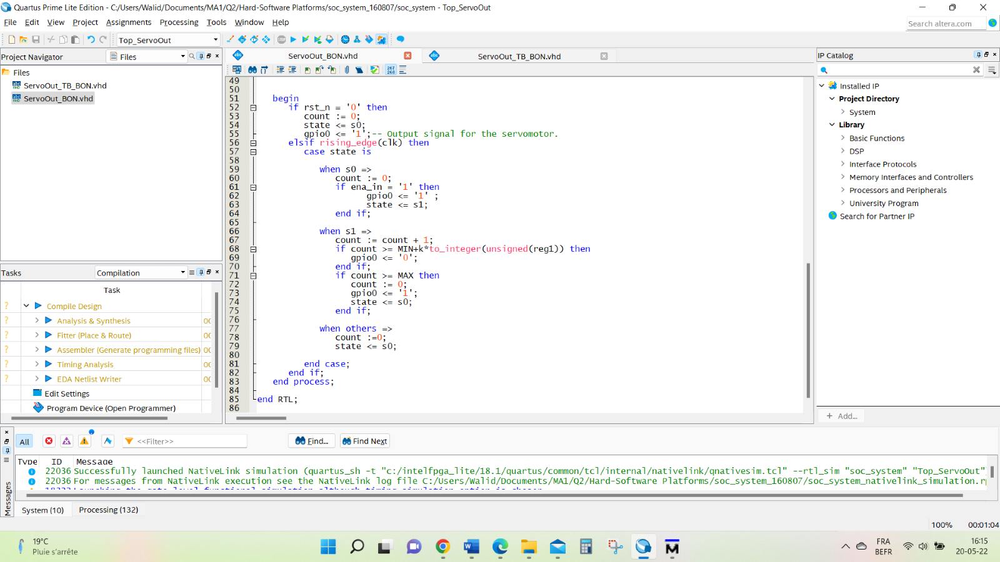 Quartus Prime Lite Edition - C:/Users/Walid/Documents/MA1/Q2/Hard-Software Platforms/soc_system_160807/soc_system - Top_ServoOut
File Edit View Project Assignments Processing Tools Window Help
Search altera.com
Top_ServoOut
Project Navigator
Files
Files
ServoOut_TB_BON.vhd
ServoOut_BON.vhd
Tasks
Compilation
Task
Compile Design
Analysis & Synthesis
Fitter (Place & Route)
Assembler (Generate programming files)
Timing Analysis
EDA Netlist Writer
Edit Settings
Program Device (Open Programmer)
ServoOut_BON.vhd
ServoOut_TB_BON.vhd
267
268
49
50
51 begin
52 if rst_n = '0' then
53 count := 0;
54 state <= s0;
55 gpio0 <= '1';-- Output signal for the servomotor.
56 elsif rising_edge(clk) then
57 case state is
58
59 when s0 =>
60 count := 0;
61 if ena_in = '1' then
62 gpio0 <= '1' ;
63 state <= s1;
64 end if;
65
66 when s1 =>
67 count := count + 1;
68 if count >= MIN+k*to_integer(unsigned(reg1)) then
69 gpio0 <= '0';
70 end if;
71 if count >= MAX then
72 count := 0;
73 gpio0 <= '1';
74 state <= s0;
75 end if;
76
77 when others =>
78 count :=0;
79 state <= s0;
80
81 end case;
82 end if;
83 end process;
84
85 end RTL;
86
IP Catalog
Installed IP
Project Directory
System
Library
Basic Functions
DSP
Interface Protocols
Memory Interfaces and Controllers
Processors and Peripherals
University Program
Search for Partner IP
+ Add...
Messages
All
<<Filter>>
Find...
Find Next
Type ID Message
22036 Successfully launched NativeLink simulation (quartus_sh -t "c:/intelfpga_lite/18.1/quartus/common/tcl/internal/nativelink/qnativesim.tcl" --rtl_sim "soc_system" "Top_ServoOut"
22036 For messages from NativeLink execution see the NativeLink log file C:/Users/Walid/Documents/MA1/Q2/Hard-Software Platforms/soc_system_160807/soc_system_nativelink_simulation.r
System (10)
Processing (132)
100% 00:01:04
19°C
Pluie s'arrête
FRA
BEFR
16:15
20-05-22